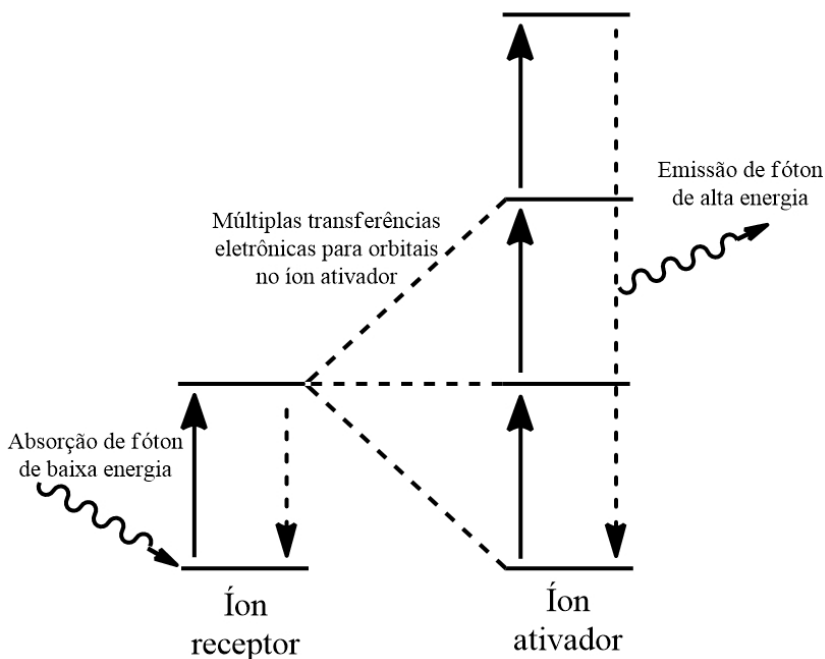 Emissão de fóton
de alta energia
Múltiplas transferências
eletrônicas para orbitais
no íon ativador
Absorção de fóton
de baixa energia
Íon
receptor
Íon
ativador